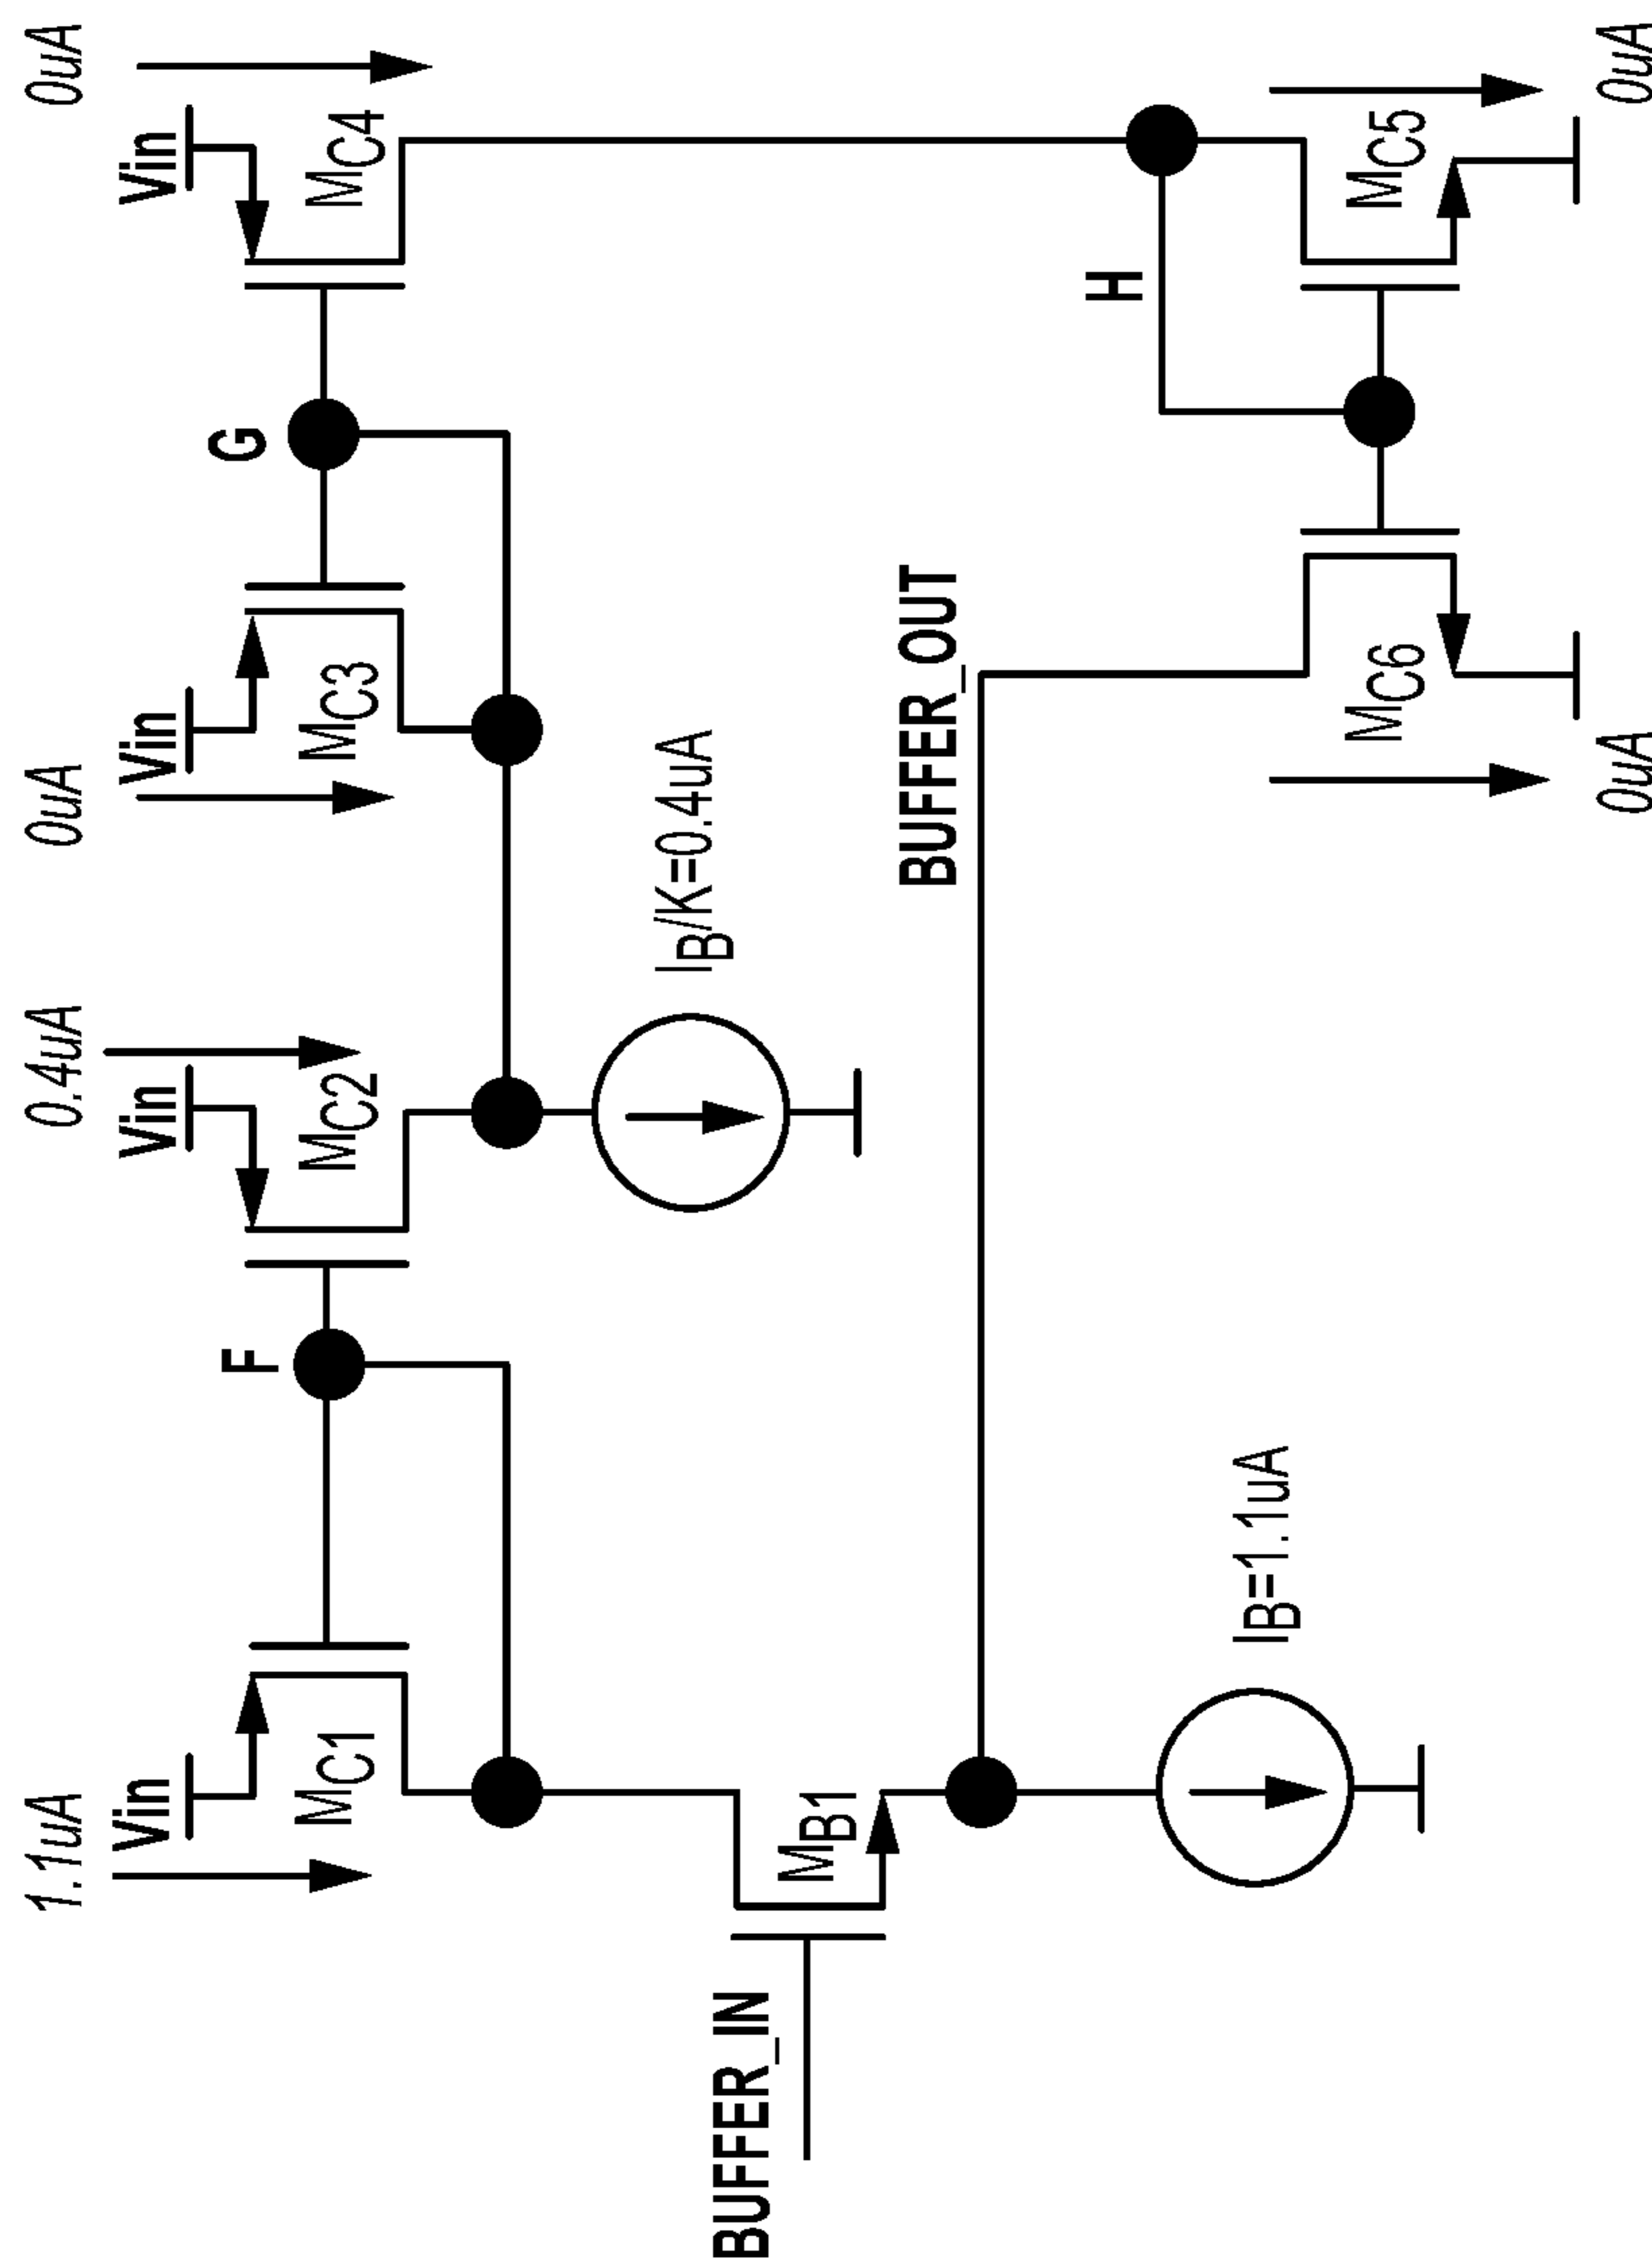 1.1uA 0.4uA 0uA 0uA
Vin Vin Vin Vin
F G
MC1 MC2 MC3 MC4
IB/K=0.4uA
BUFFER_IN
MB1
BUFFER_OUT
H
IB=1.1uA
MC6 MC5
0uA 0uA